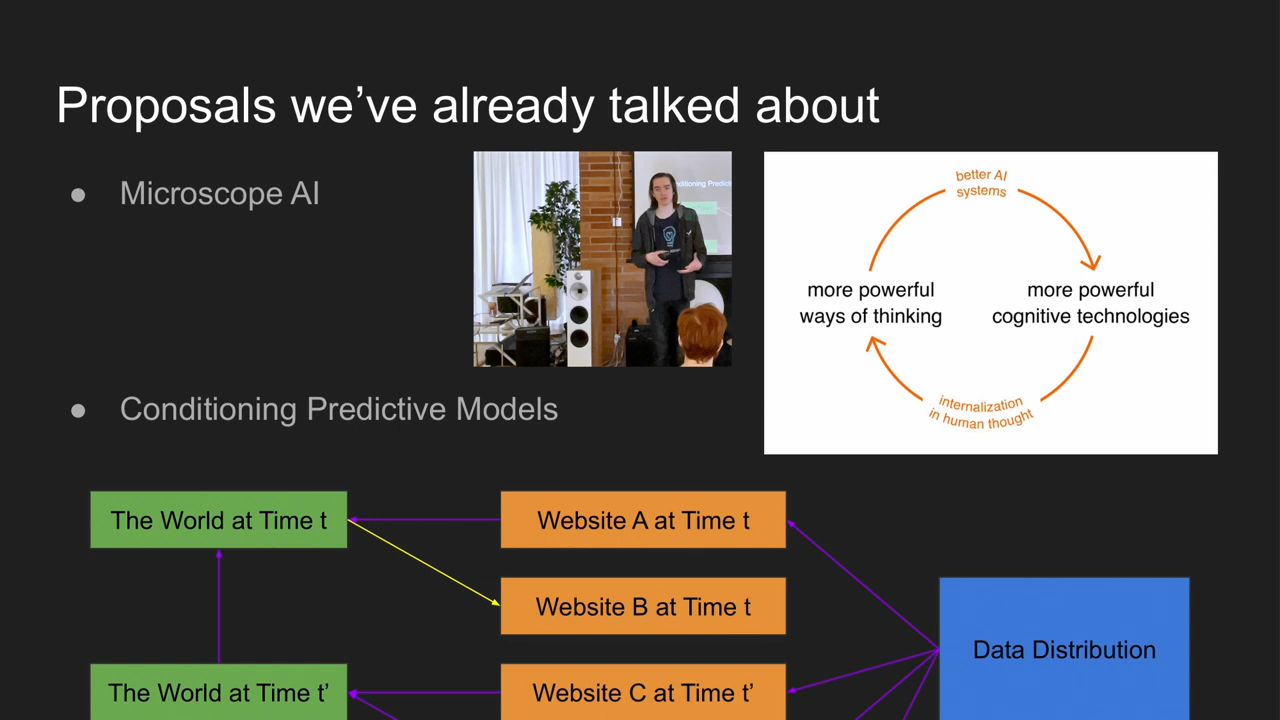 Proposals we’ve already talked about
● Microscope AI
better AI
systems
more powerful
ways of thinking
more powerful
cognitive technologies
internalization
in human thought
● Conditioning Predictive Models
The World at Time t
Website A at Time t
Website B at Time t
Data Distribution
The World at Time t’
Website C at Time t’